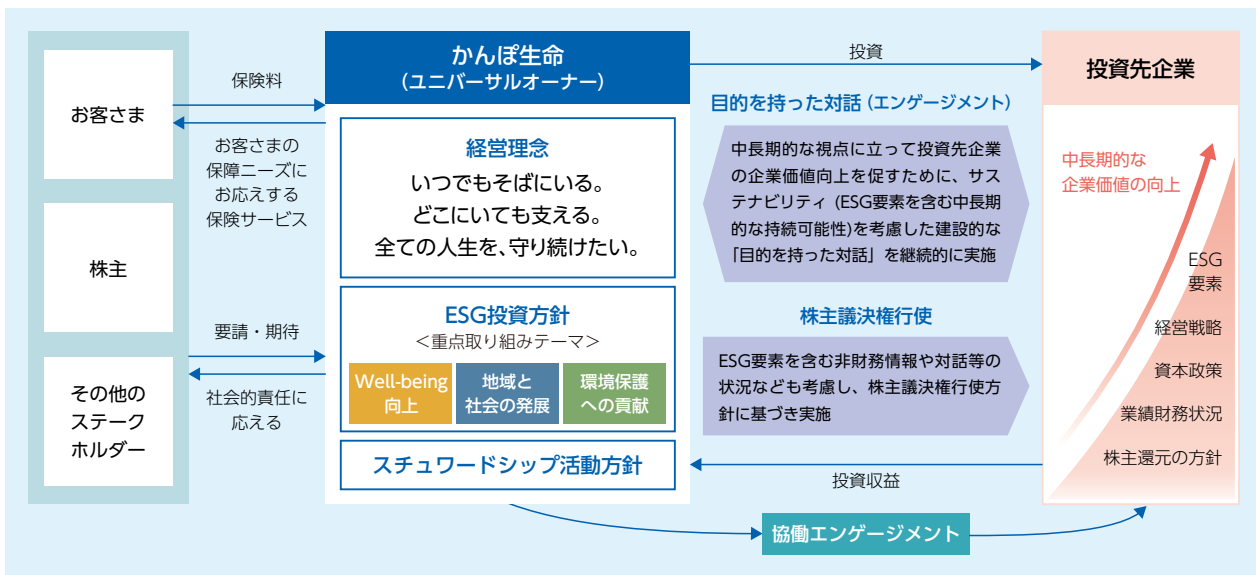 お客さま
株主
その他の
ステーク
ホルダー
保険料
お客さまの
保障ニーズに
お応えする
保険サービス
要請・期待
社会的責任に
応える
かんぽ生命
（ユニバーサルオーナー）
経営理念
いつでもそばにいる。
どこにいても支える。
全ての人生を、守り続けたい。
ESG投資方針
＜重点取り組みテーマ＞
Well-being
向上
地域と
社会の発展
環境保護
への貢献
スチュワードシップ活動方針
投資
目的を持った対話（エンゲージメント）
中長期的な視点に立って投資先企業
の企業価値向上を促すために、サス
テナビリティ (ESG要素を含む中長期
的な持続可能性)を考慮した建設的な
「目的を持った対話」を継続的に実施
株主議決権行使
ESG要素を含む非財務情報や対話等の
状況なども考慮し、株主議決権行使方
針に基づき実施
投資収益
協働エンゲージメント
投資先企業
中長期的な
企業価値の向上
ESG
要素
経営戦略
資本政策
業績財務状況
株主還元の方針